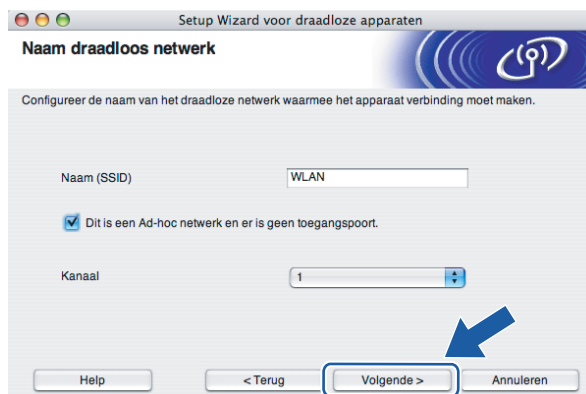 Setup Wizard voor draadloze apparaten
Naam draadloos netwerk
Configureer de naam van het draadloze netwerk waarmee het apparaat verbinding moet maken.
Naam (SSID) WLAN
Dit is een Ad-hoc netwerk en er is geen toegangspoort.
Kanaal 1
Help < Terug Volgende > Annuleren